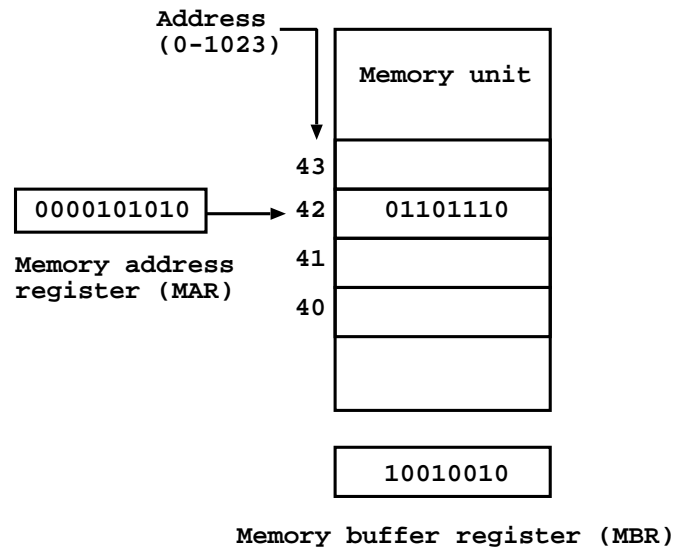 Address
(0-1023)
Memory unit
43
0000101010
42
01101110
41
Memory address
register (MAR)
40
10010010
Memory buffer register (MBR)